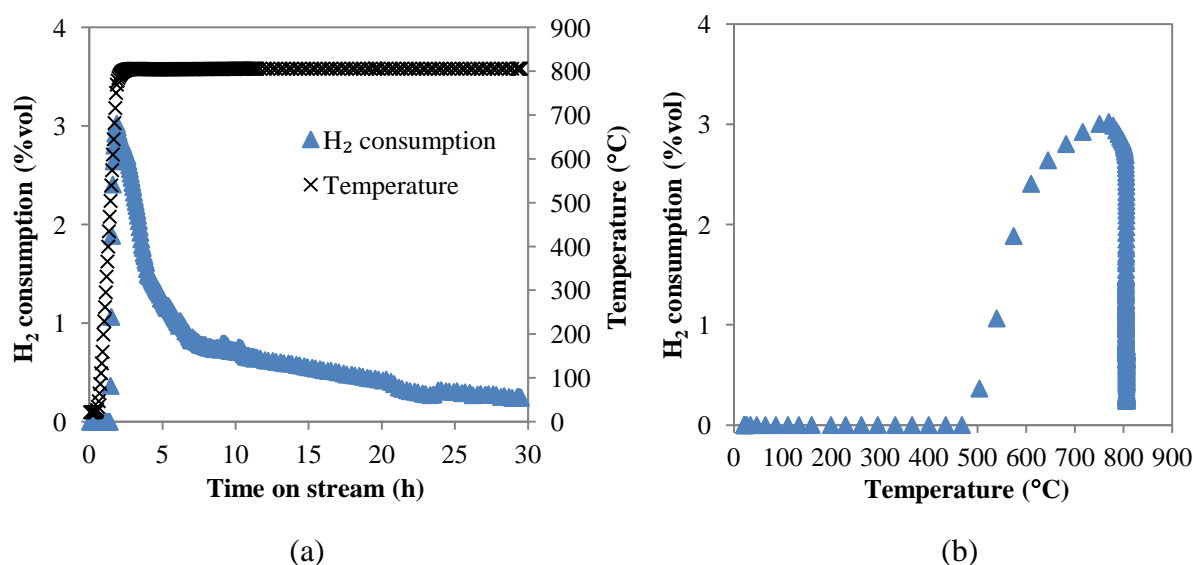 4
3
2
1
0
H₂ consumption (%vol)
900
800
700
600
500
400
300
200
100
0
Temperature (°C)
H₂ consumption
Temperature
0 5 10 15 20 25 30
Time on stream (h)
(a)
4
3
2
1
0
H₂ consumption (%vol)
0 100 200 300 400 500 600 700 800 900
Temperature (°C)
(b)